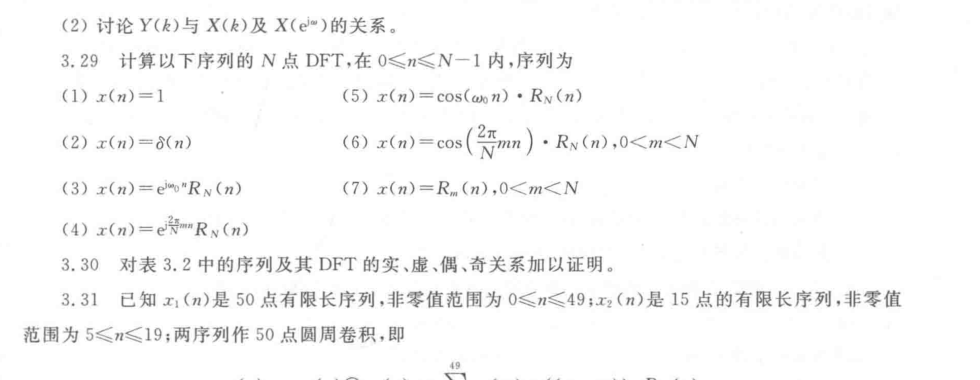 (2) 讨论 Y(k)与 X(k)及 X(e^{jω})的关系。
3.29 计算以下序列的 N 点 DFT,在 0≤n≤N−1 内,序列为
(1) x(n)=1 (5) x(n)=cos(ω₀n)·R_N(n)
(2) x(n)=δ(n) (6) x(n)=cos(2π/N mn)·R_N(n),0<m<N
(3) x(n)=e^{jω₀n}R_N(n) (7) x(n)=R_m(n),0<m<N
(4) x(n)=e^{j2π/N mn}R_N(n)
3.30 对表 3.2 中的序列及其 DFT 的实、虚、偶、奇关系加以证明。
3.31 已知 x₁(n)是 50 点有限长序列,非零值范围为 0≤n≤49;x₂(n)是 15 点的有限长序列,非零值
范围为 5≤n≤19;两序列作 50 点圆周卷积,即
49